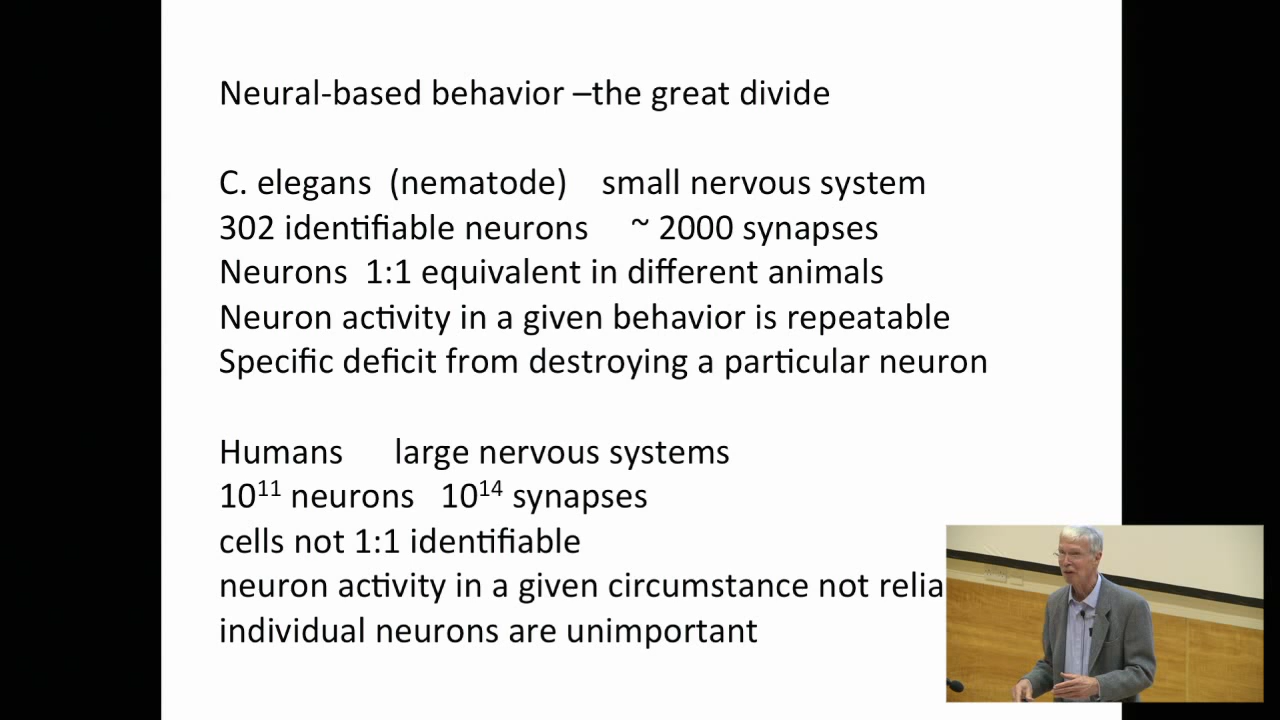 Neural-based behavior –the great divide
C. elegans (nematode) small nervous system
302 identifiable neurons ~ 2000 synapses
Neurons 1:1 equivalent in different animals
Neuron activity in a given behavior is repeatable
Specific deficit from destroying a particular neuron
Humans large nervous systems
10¹¹ neurons 10¹⁴ synapses
cells not 1:1 identifiable
neuron activity in a given circumstance not
individual neurons are unimportant